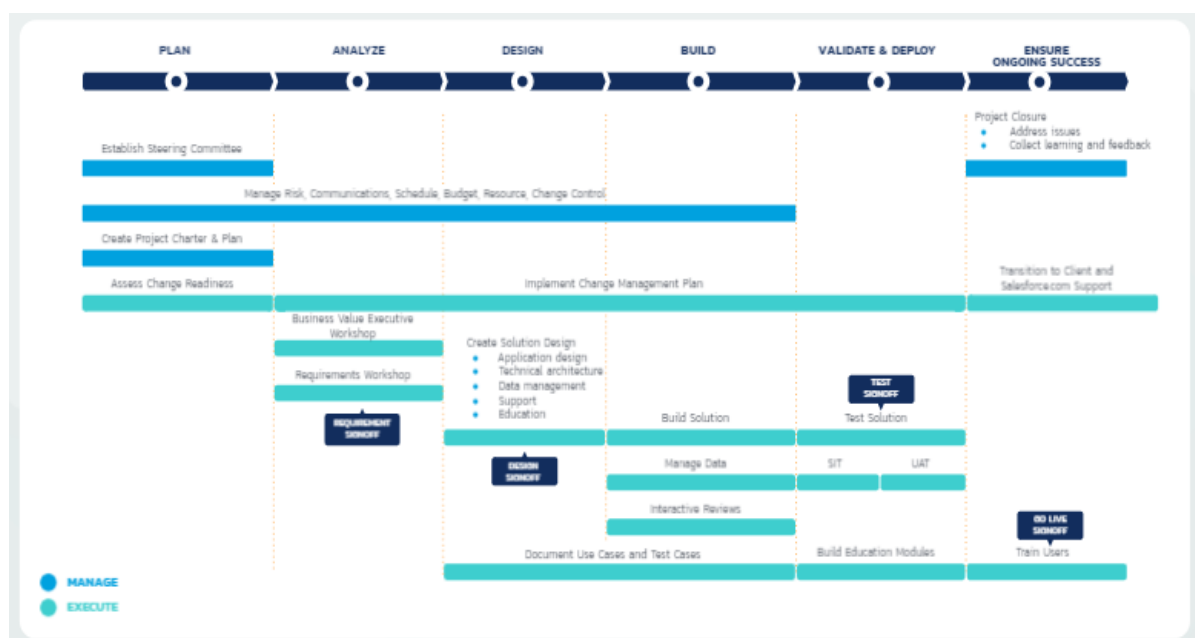 PLAN
ANALYZE
DESIGN
BUILD
VALIDATE & DEPLOY
ENSURE
ONGOING SUCCESS
Project Closure
Address issues
Collect learning and feedback
Establish Steering Committee
Manage Risk, Communications, Schedule, Budget, Resource, Change Control
Create Project Charter & Plan
Assess Change Readiness
Implement Change Management Plan
Transition to Client and
Salesforce.com Support
Business Value Executive
Workshop
Requirements Workshop
REQUIREMENT
SIGNOFF
Create Solution Design
Application design
Technical architecture
Data management
Support
Education
DESIGN
SIGNOFF
Build Solution
TEST
SIGNOFF
Test Solution
Manage Data
SIT
UAT
Interactive Reviews
GO LIVE
SIGNOFF
Document Use Cases and Test Cases
Build Education Modules
Train Users
MANAGE
EXECUTE